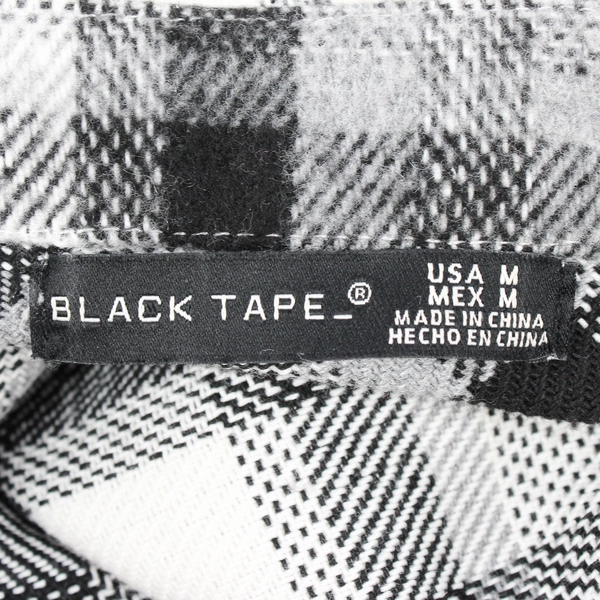 BLACK TAPE_®
USA M
MEX M
MADE IN CHINA
HECHO EN CHINA